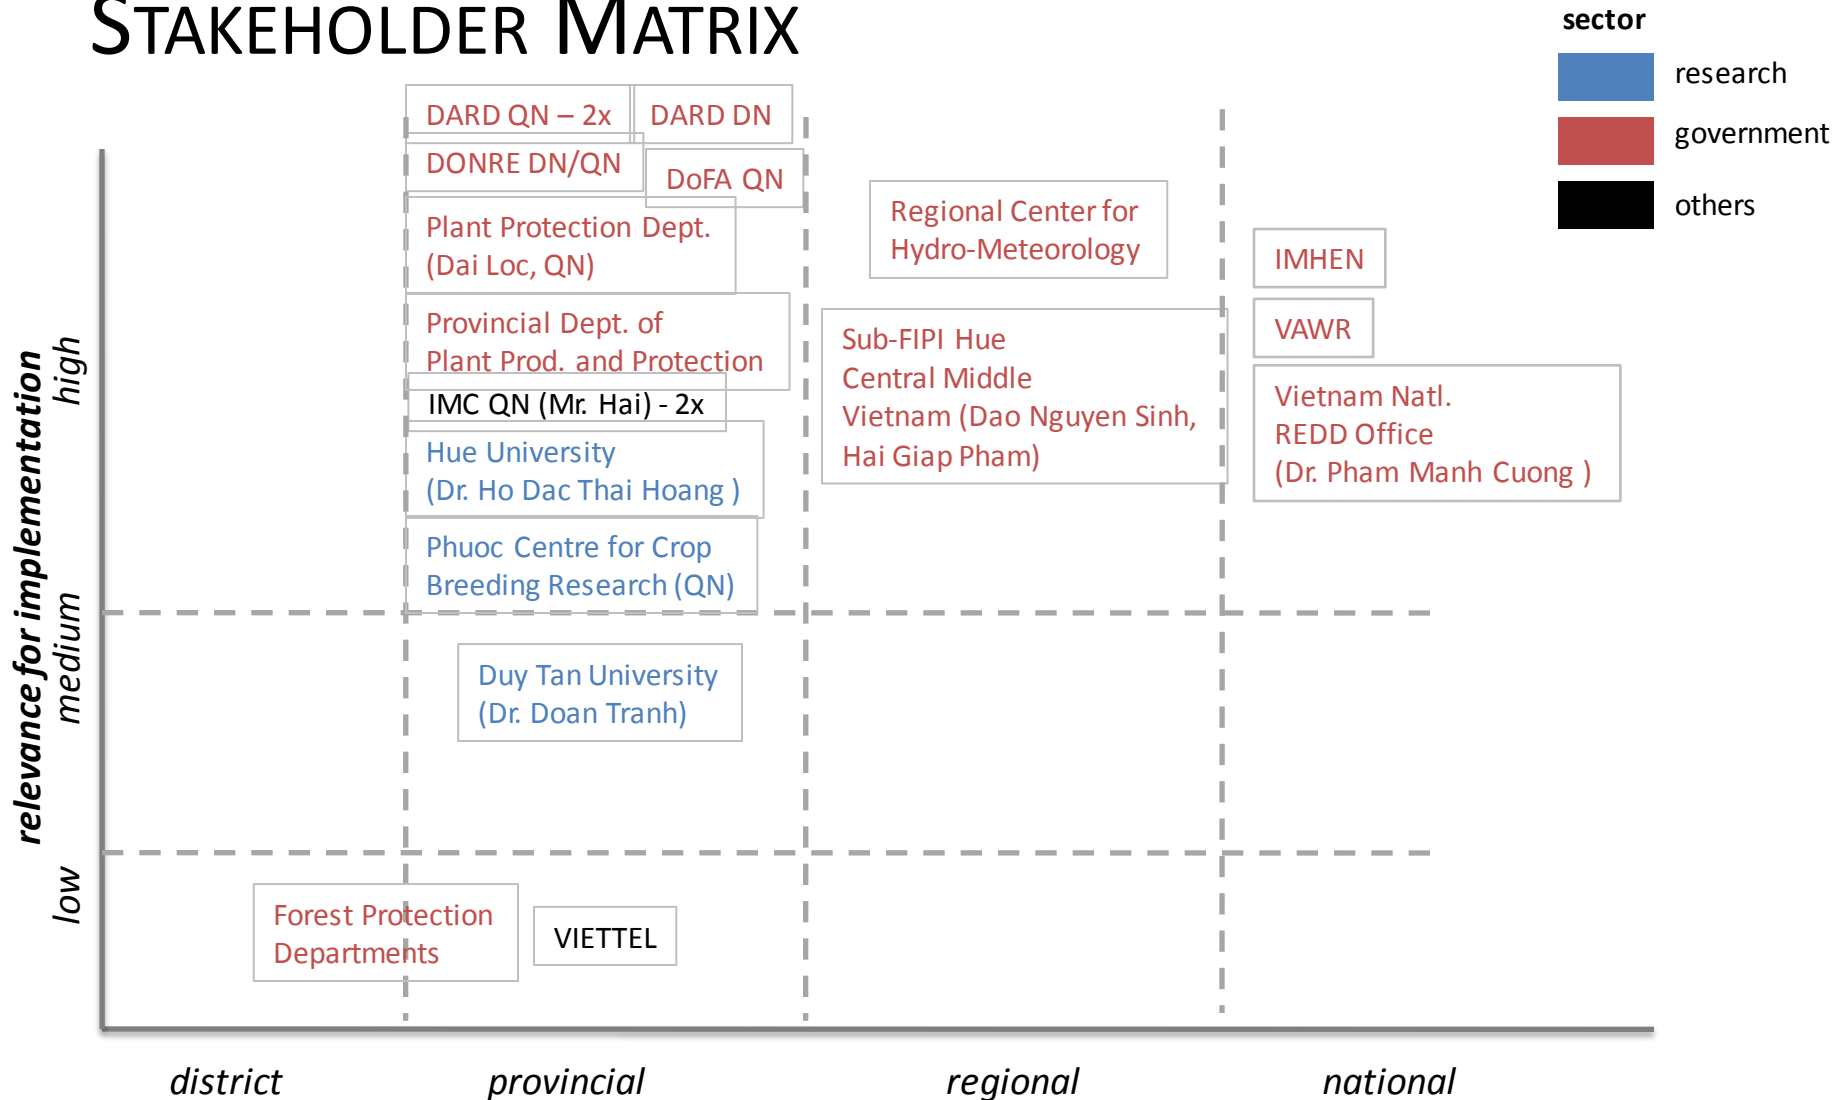 STAKEHOLDER MATRIX
sector
research
government
others
DARD QN – 2x
DARD DN
DONRE DN/QN
DoFA QN
Plant Protection Dept.
(Dai Loc, QN)
Provincial Dept. of
Plant Prod. and Protection
IMC QN (Mr. Hai) - 2x
Hue University
(Dr. Ho Dac Thai Hoang )
Phuoc Centre for Crop
Breeding Research (QN)
Regional Center for
Hydro-Meteorology
Sub-FIPI Hue
Central Middle
Vietnam (Dao Nguyen Sinh,
Hai Giap Pham)
IMHEN
VAWR
Vietnam Natl.
REDD Office
(Dr. Pham Manh Cuong )
Duy Tan University
(Dr. Doan Tranh)
Forest Protection
Departments
VIETTEL
relevance for implementation
high
medium
low
district
provincial
regional
national